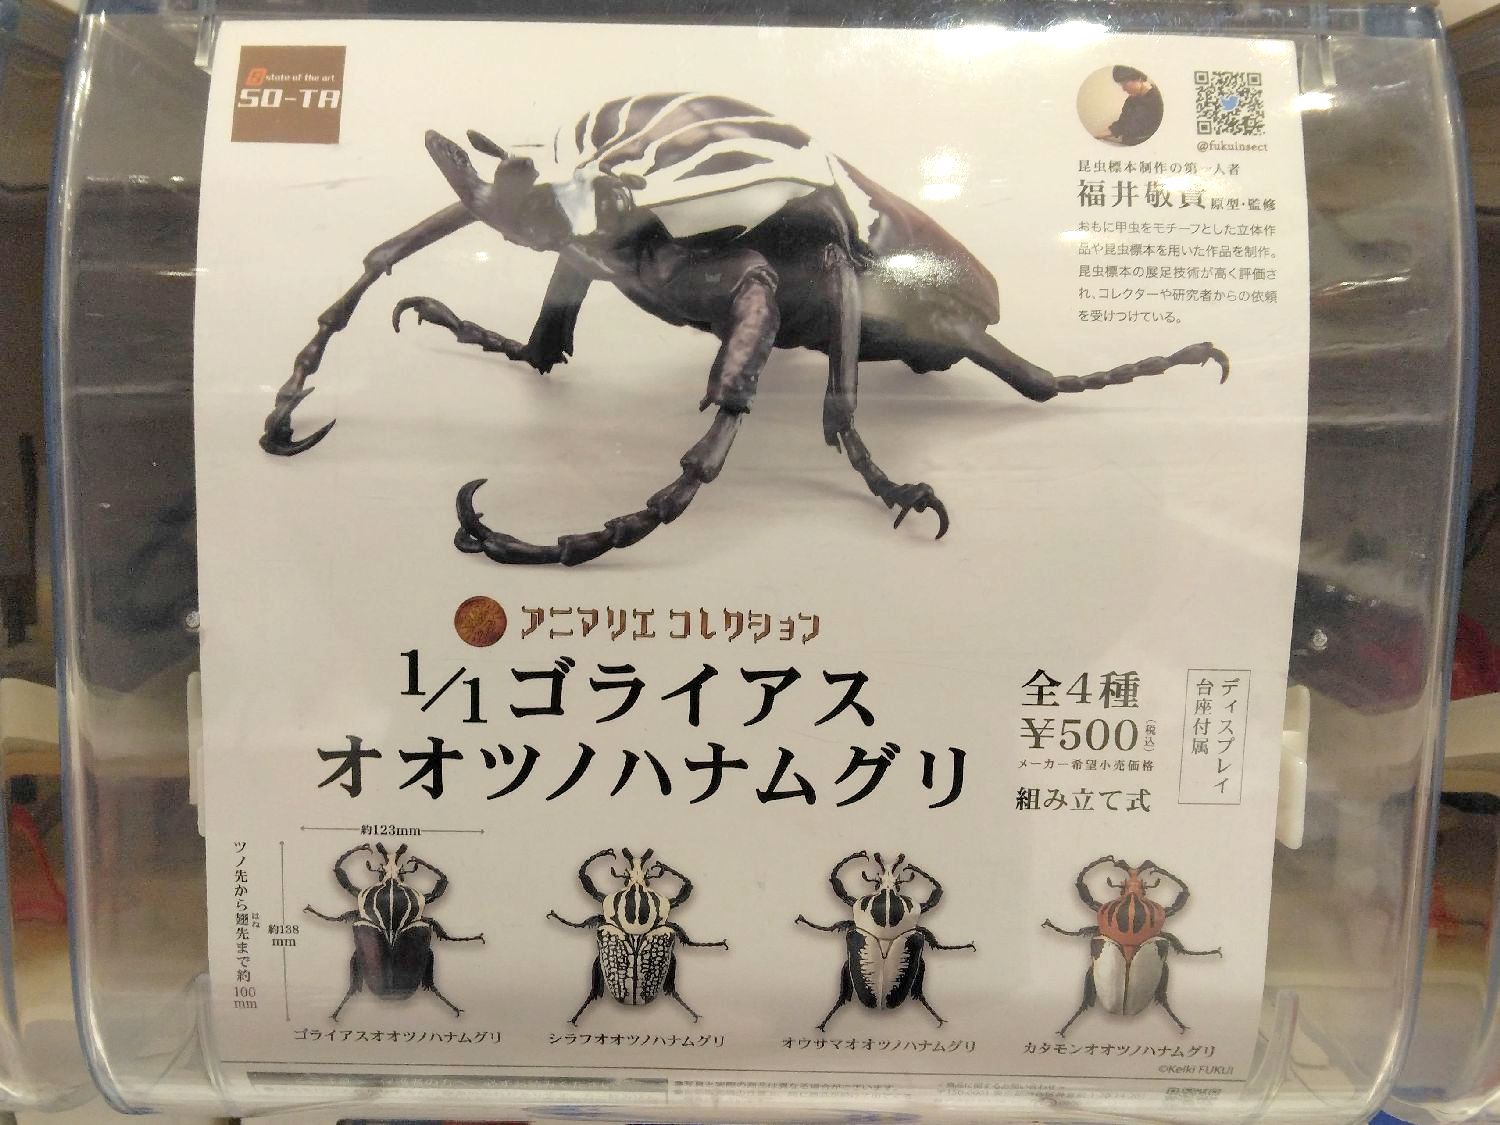 state of the art
SO-TA
@fukuinsect
昆虫標本制作の第一人者
福井敬貴 原型・監修
おもに甲虫をモチーフとした立体作
品や昆虫標本を用いた作品を制作。
昆虫標本の展足技術が高く評価さ
れ、コレクターや研究者からの依頼
を受けつけている。
アニマリエ コレクション
1/1ゴライアス
オオツノハナムグリ
全4種
¥500(税込)
メーカー希望小売価格
組み立て式
ディスプレイ
台座付属
約123mm
ツノ先から翅先まで約100mm
はね
約138
mm
ゴライアスオオツノハナムグリ
シラフオオツノハナムグリ
オウサマオオツノハナムグリ
カタモンオオツノハナムグリ
©Keiki FUKUI